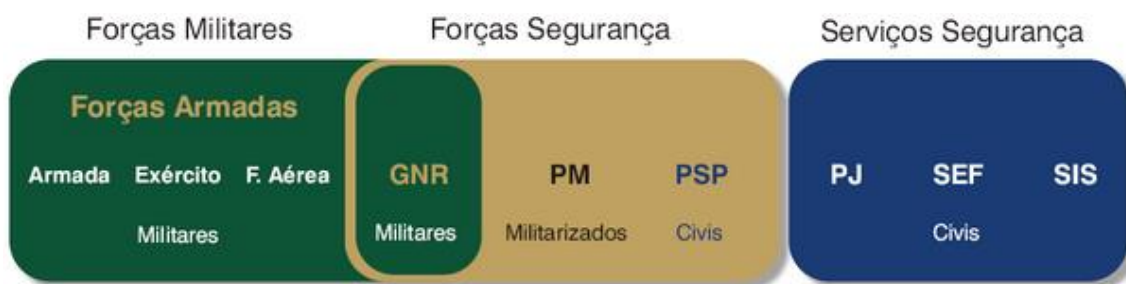 Forças Militares
Forças Segurança
Serviços Segurança
Forças Armadas
Armada Exército F. Aérea GNR PM PSP PJ SEF SIS
Militares Militares Militarizados Civis Civis